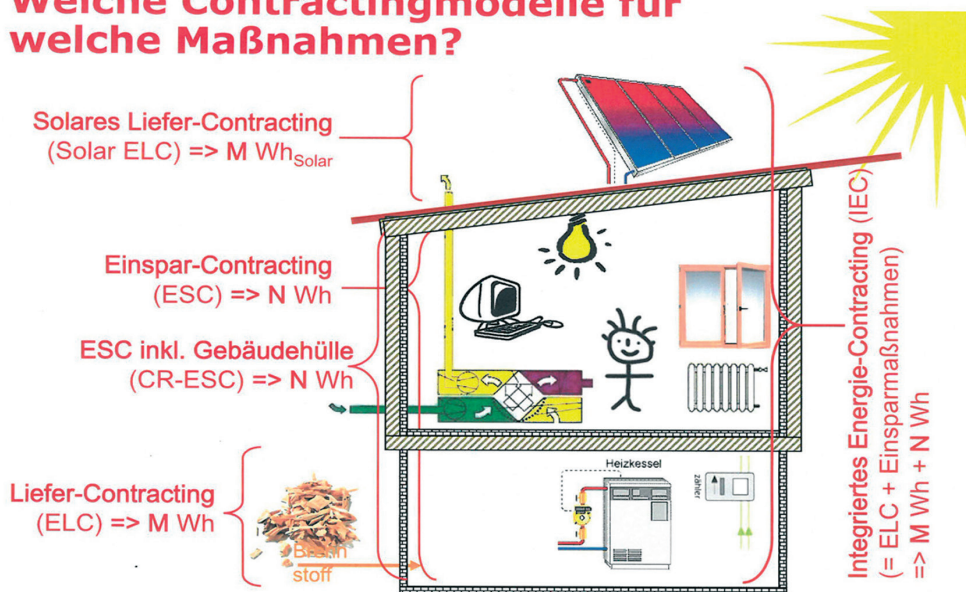 Welche Contractingmodelle für
welche Maßnahmen?
Solares Liefer-Contracting
(Solar ELC) => M Wh_Solar
Einspar-Contracting
(ESC) => N Wh
ESC inkl. Gebäudehülle
(CR-ESC) => N Wh
Liefer-Contracting
(ELC) => M Wh
Brenn
stoff
Heizkessel
zähler
Integriertes Energie-Contracting (IEC)
(= ELC + Einsparmaßnahmen)
=> M Wh + N Wh